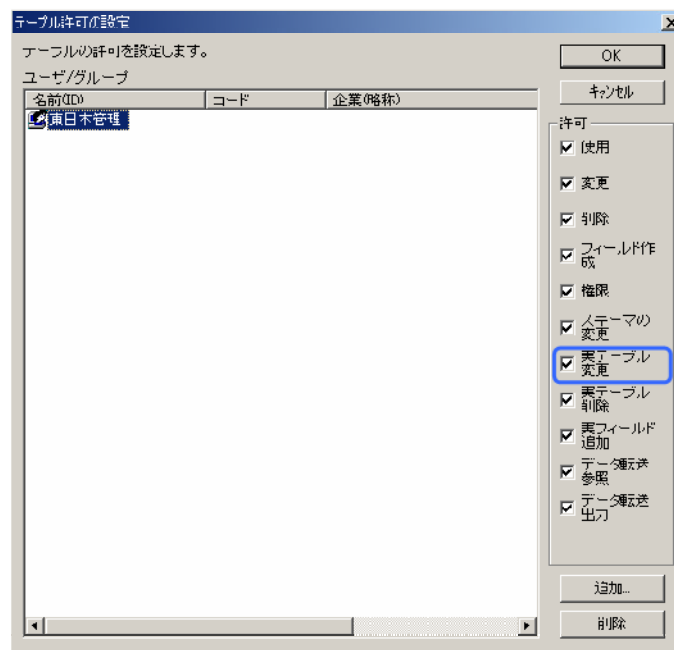 テーブル許可の設定
テーブルの許可を設定します。
ユーザ/グループ
名前(ID) コード 企業(略称)
東日本管理
OK
キャンセル
許可
使用
変更
削除
フィールド作
成
権限
スキーマの
変更
実テーブル
変更
実テーブル
削除
実フィールド
追加
データ転送
参照
データ転送
出力
追加...
削除